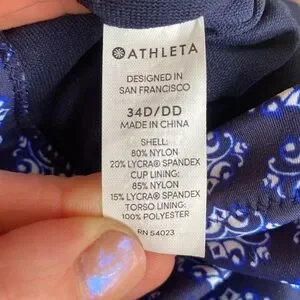 ATHLETA
DESIGNED IN
SAN FRANCISCO
34D/DD
MADE IN CHINA
SHELL:
80% NYLON
20% LYCRA® SPANDEX
CUP LINING:
85% NYLON
15% LYCRA® SPANDEX
TORSO LINING:
100% POLYESTER
RN 54023